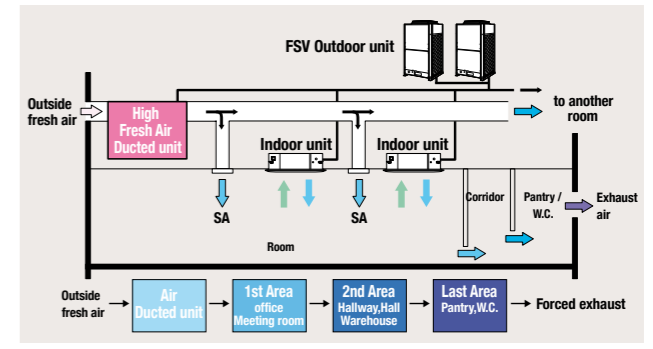 FSV Outdoor unit
Outside
fresh air
High
Fresh Air
Ducted unit
Indoor unit
Indoor unit
to another
room
SA
SA
Corridor
Pantry /
W.C.
Exhaust
air
Room
Outside
fresh air
Air
Ducted unit
1st Area
office
Meeting room
2nd Area
Hallway,Hall
Warehouse
Last Area
Pantry,W.C.
Forced exhaust